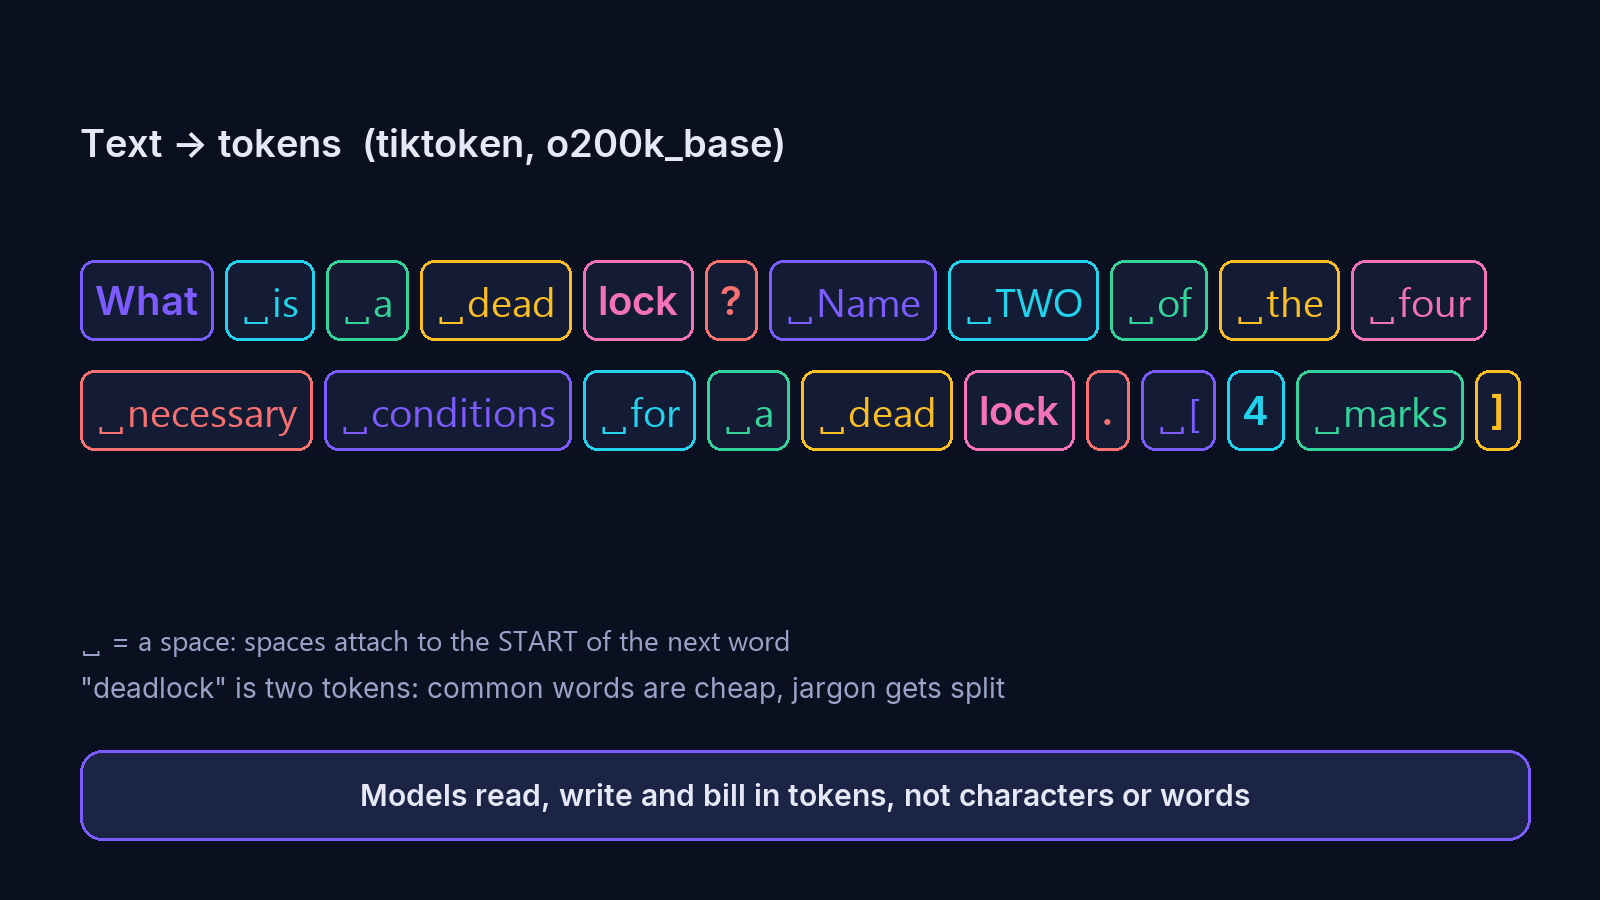 Text → tokens (tiktoken, o200k_base)
What ␣is ␣a ␣dead lock ? ␣Name ␣TWO ␣of ␣the ␣four
␣necessary ␣conditions ␣for ␣a ␣dead lock . ␣[ 4 ␣marks ]
␣ = a space: spaces attach to the START of the next word
"deadlock" is two tokens: common words are cheap, jargon gets split
Models read, write and bill in tokens, not characters or words